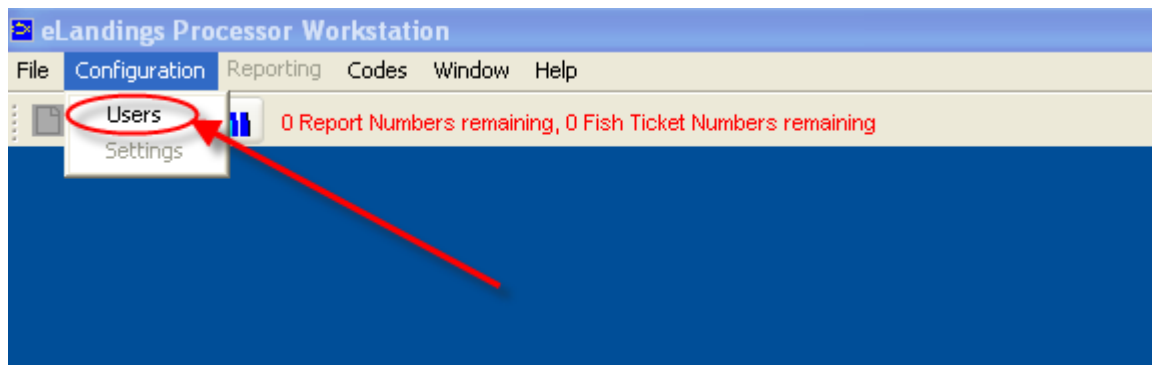 eLandings Processor Workstation
File Configuration Reporting Codes Window Help
Users
0 Report Numbers remaining, 0 Fish Ticket Numbers remaining
Settings